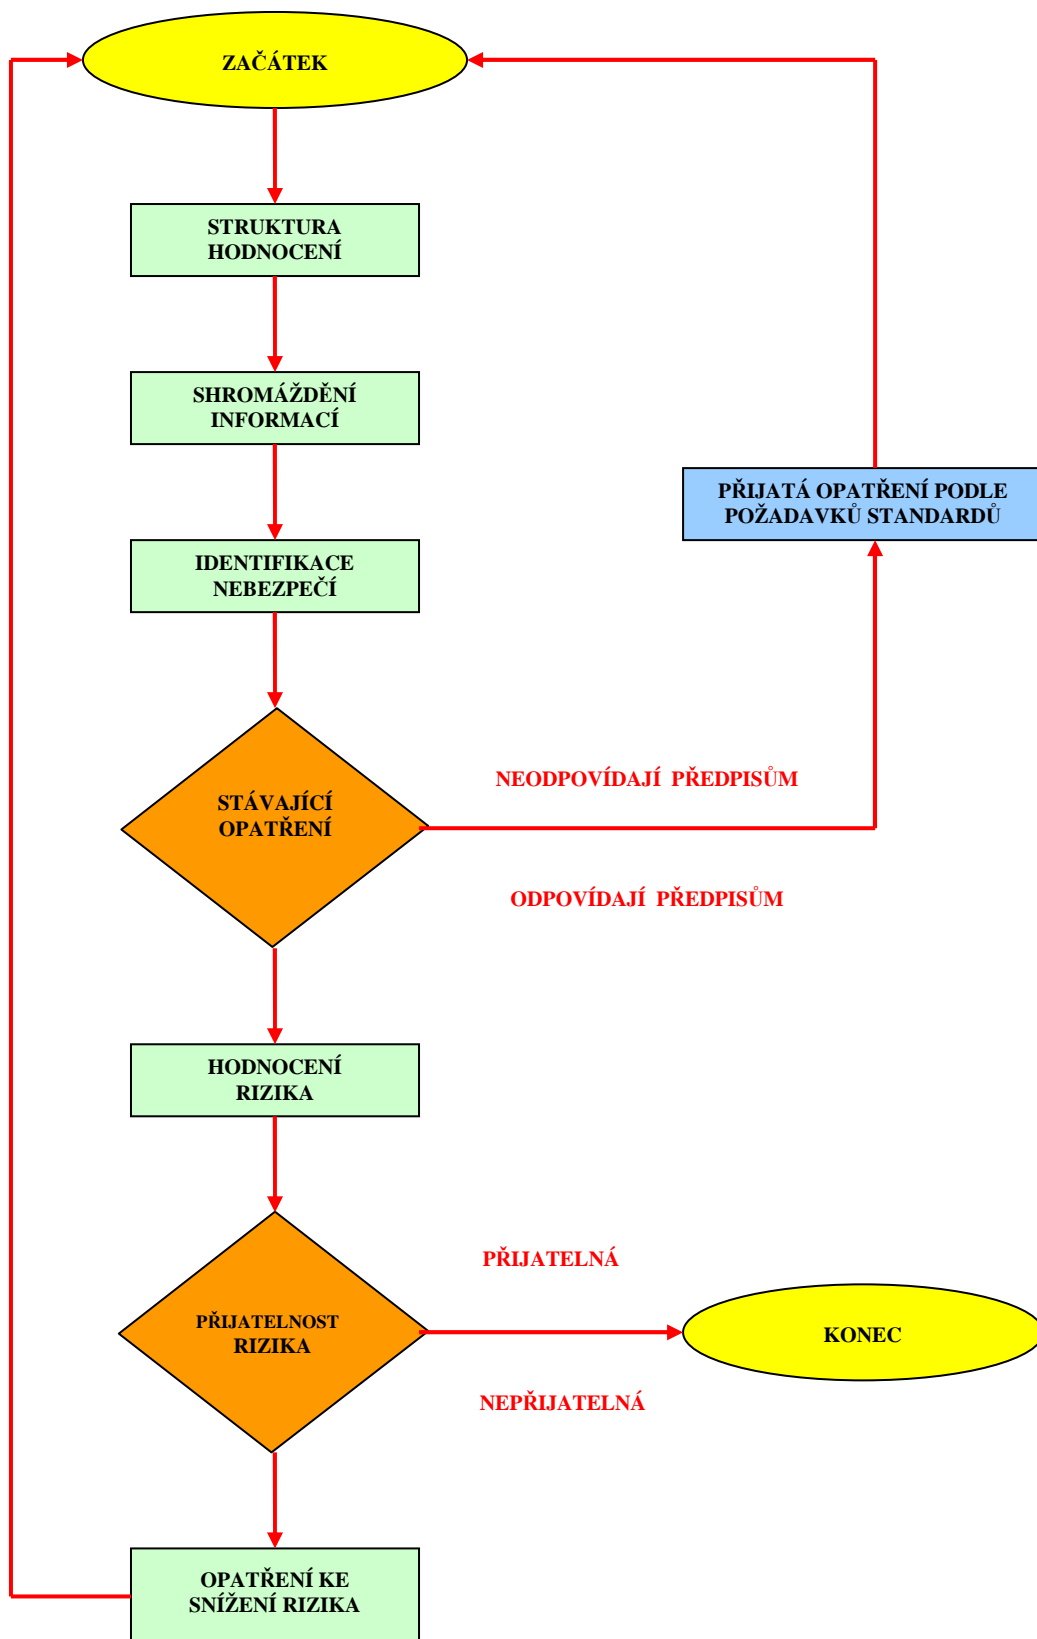 ZAČÁTEK
STRUKTURA
HODNOCENÍ
SHROMÁŽDĚNÍ
INFORMACÍ
PŘIJATÁ OPATŘENÍ PODLE
POŽADAVKŮ STANDARDŮ
IDENTIFIKACE
NEBEZPEČÍ
NEODPOVÍDAJÍ PŘEDPISŮM
STÁVAJÍCÍ
OPATŘENÍ
ODPOVÍDAJÍ PŘEDPISŮM
HODNOCENÍ
RIZIKA
PŘIJATELNÁ
PŘIJATELNOST
RIZIKA
KONEC
NEPŘIJATELNÁ
OPATŘENÍ KE
SNÍŽENÍ RIZIKA